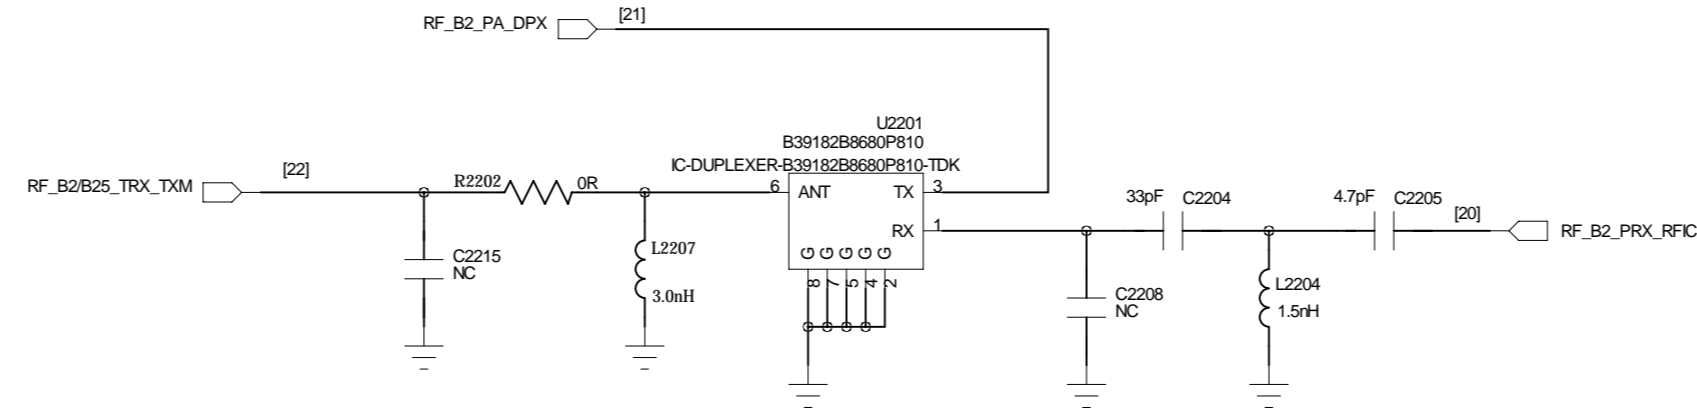 RF_B2_PA_DPX [21]
U2201
B39182B8680P810
IC-DUPLEXER-B39182B8680P810-TDK
RF_B2/B25_TRX_TXM [22] R2202 0R 6 ANT TX 3
33pF C2204 4.7pF C2205 [20]
RX 1 RF_B2_PRX_RFIC
C2215
NC
L2207
3.0nH
G G G G G
8 7 5 4 2
C2208
NC
L2204
1.5nH